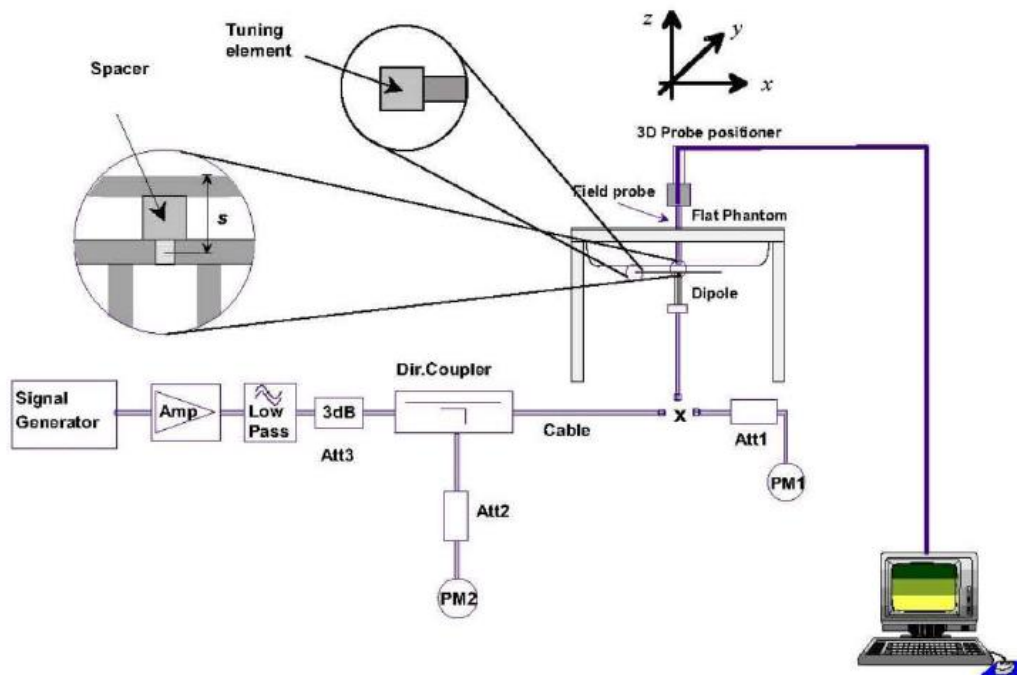 Tuning
element
Spacer
s
z
y
x
3D Probe positioner
Field probe
Flat Phantom
Dipole
Signal
Generator
Amp
Low
Pass
3dB
Att3
Dir.Coupler
Cable
x
Att1
PM1
Att2
PM2